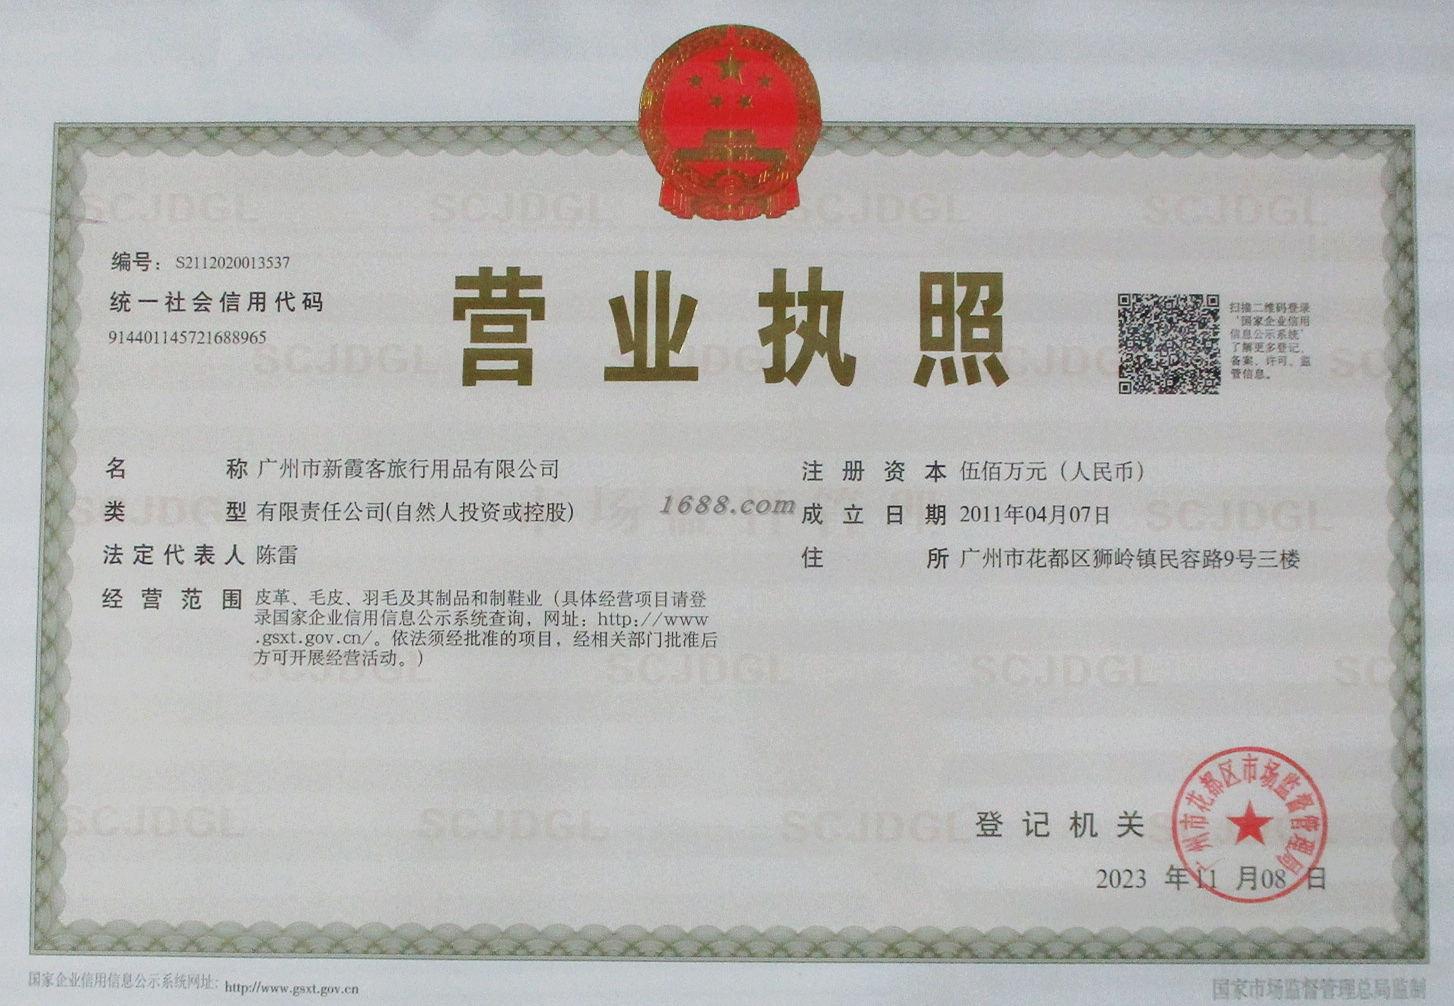 编号： S2112020013537
统一社会信用代码
914401145721688965
营业执照
扫描二维码登录
‘国家企业信用
信息公示系统’
了解更多登记、
备案、许可、监
管信息。
名称 广州市新霞客旅行用品有限公司
类型 有限责任公司(自然人投资或控股)
法定代表人 陈雷
经营范围 皮革、毛皮、羽毛及其制品和制鞋业（具体经营项目请登
录国家企业信用信息公示系统查询，网址：http://www
.gsxt.gov.cn/。依法须经批准的项目，经相关部门批准后
方可开展经营活动。）
1688.com
注册资本 伍佰万元（人民币）
成立日期 2011年04月07日
住所 广州市花都区狮岭镇民容路9号三楼
登记机关
广州市花都区市场监督管理局
2023 年 11 月 08 日
国家企业信用信息公示系统网址： http://www.gsxt.gov.cn
国家市场监督管理总局监制
SCJDGL